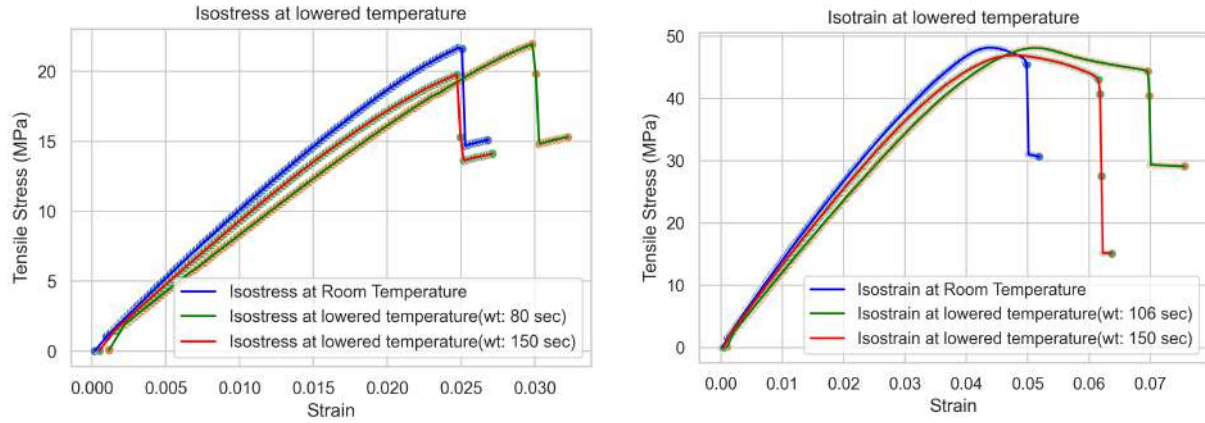 Isostress at lowered temperature
Tensile Stress (MPa)
20
15
10
5
0
Isostress at Room Temperature
Isostress at lowered temperature(wt: 80 sec)
Isostress at lowered temperature(wt: 150 sec)
0.000 0.005 0.010 0.015 0.020 0.025 0.030
Strain
Isotrain at lowered temperature
Tensile Stress (MPa)
50
40
30
20
10
0
Isostrain at Room Temperature
Isostrain at lowered temperature(wt: 106 sec)
Isostrain at lowered temperature(wt: 150 sec)
0.00 0.01 0.02 0.03 0.04 0.05 0.06 0.07
Strain